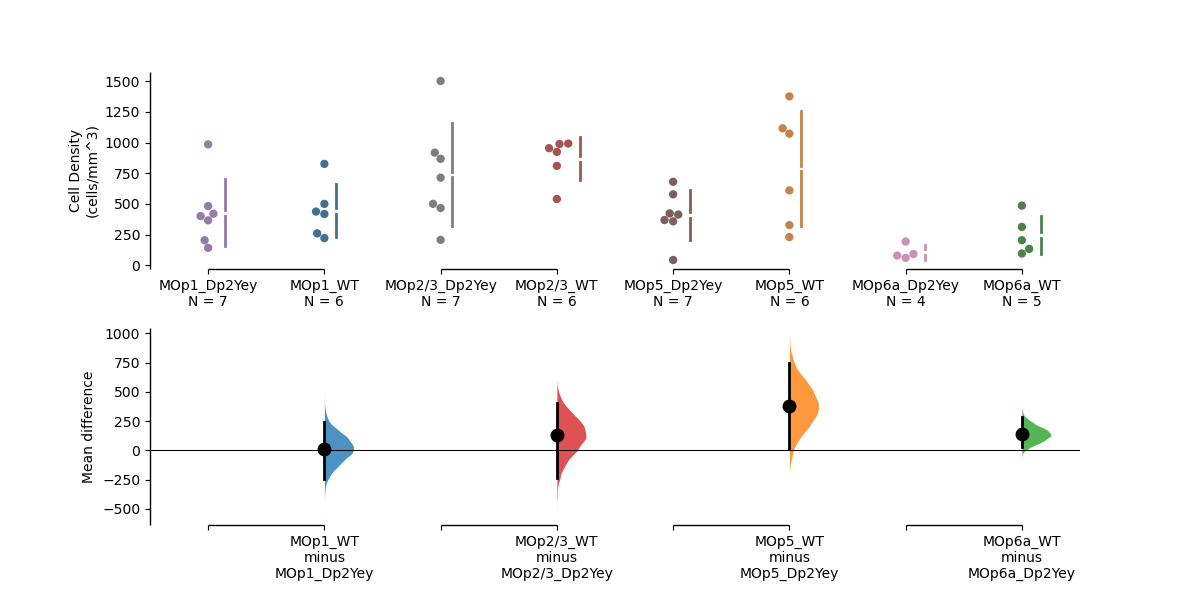 Cell Density
(cells/mm^3)
1500
1250
1000
750
500
250
0
MOp1_Dp2Yey
N = 7
MOp1_WT
N = 6
MOp2/3_Dp2Yey
N = 7
MOp2/3_WT
N = 6
MOp5_Dp2Yey
N = 7
MOp5_WT
N = 6
MOp6a_Dp2Yey
N = 4
MOp6a_WT
N = 5
Mean difference
1000
750
500
250
0
−250
−500
MOp1_WT
minus
MOp1_Dp2Yey
MOp2/3_WT
minus
MOp2/3_Dp2Yey
MOp5_WT
minus
MOp5_Dp2Yey
MOp6a_WT
minus
MOp6a_Dp2Yey